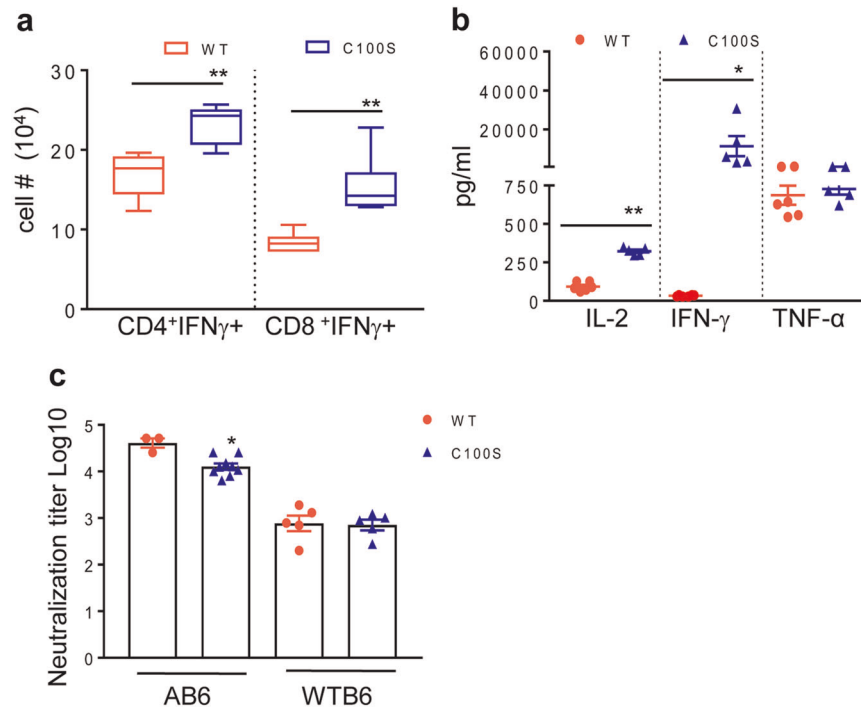 a
WT
C100S
30
20
10
0
cell # (10⁴)
**
**
CD4⁺IFNγ+
CD8 ⁺IFNγ+
b
WT
C100S
60000
40000
20000
750
500
250
0
pg/ml
**
*
IL-2
IFN-γ
TNF-α
c
WT
C100S
5
4
3
2
1
0
Neutralization titer Log10
*
AB6
WTB6